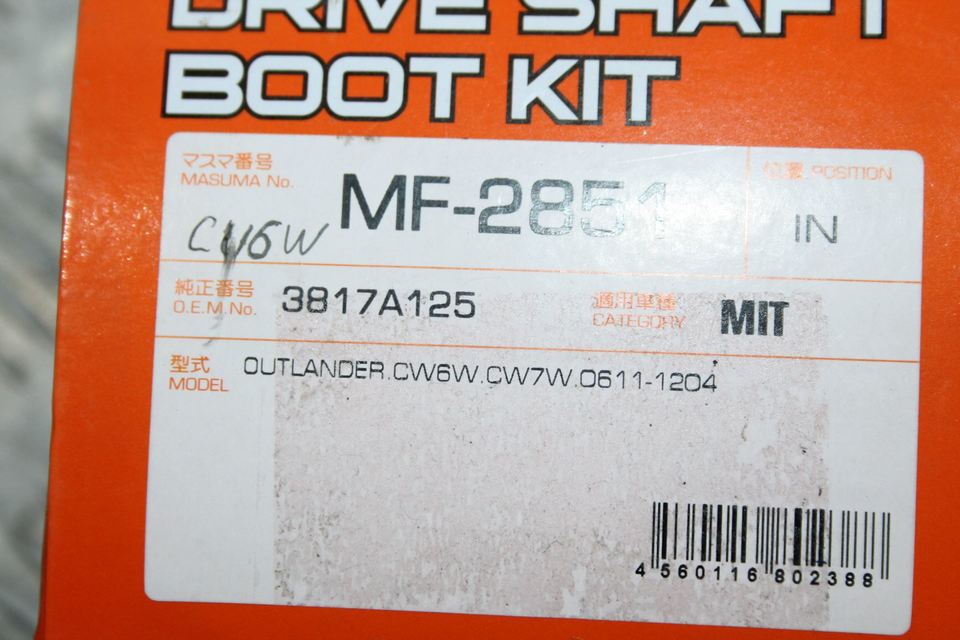 DRIVE SHAFT
BOOT KIT
マスマ番号
MASUMA No.
MF-2851
位置 POSITION
IN
CW6W
純正番号
O.E.M.No.
3817A125
適用車種
CATEGORY
MIT
型式
MODEL
OUTLANDER.CW6W.CW7W.0611-1204
4 560116 802388